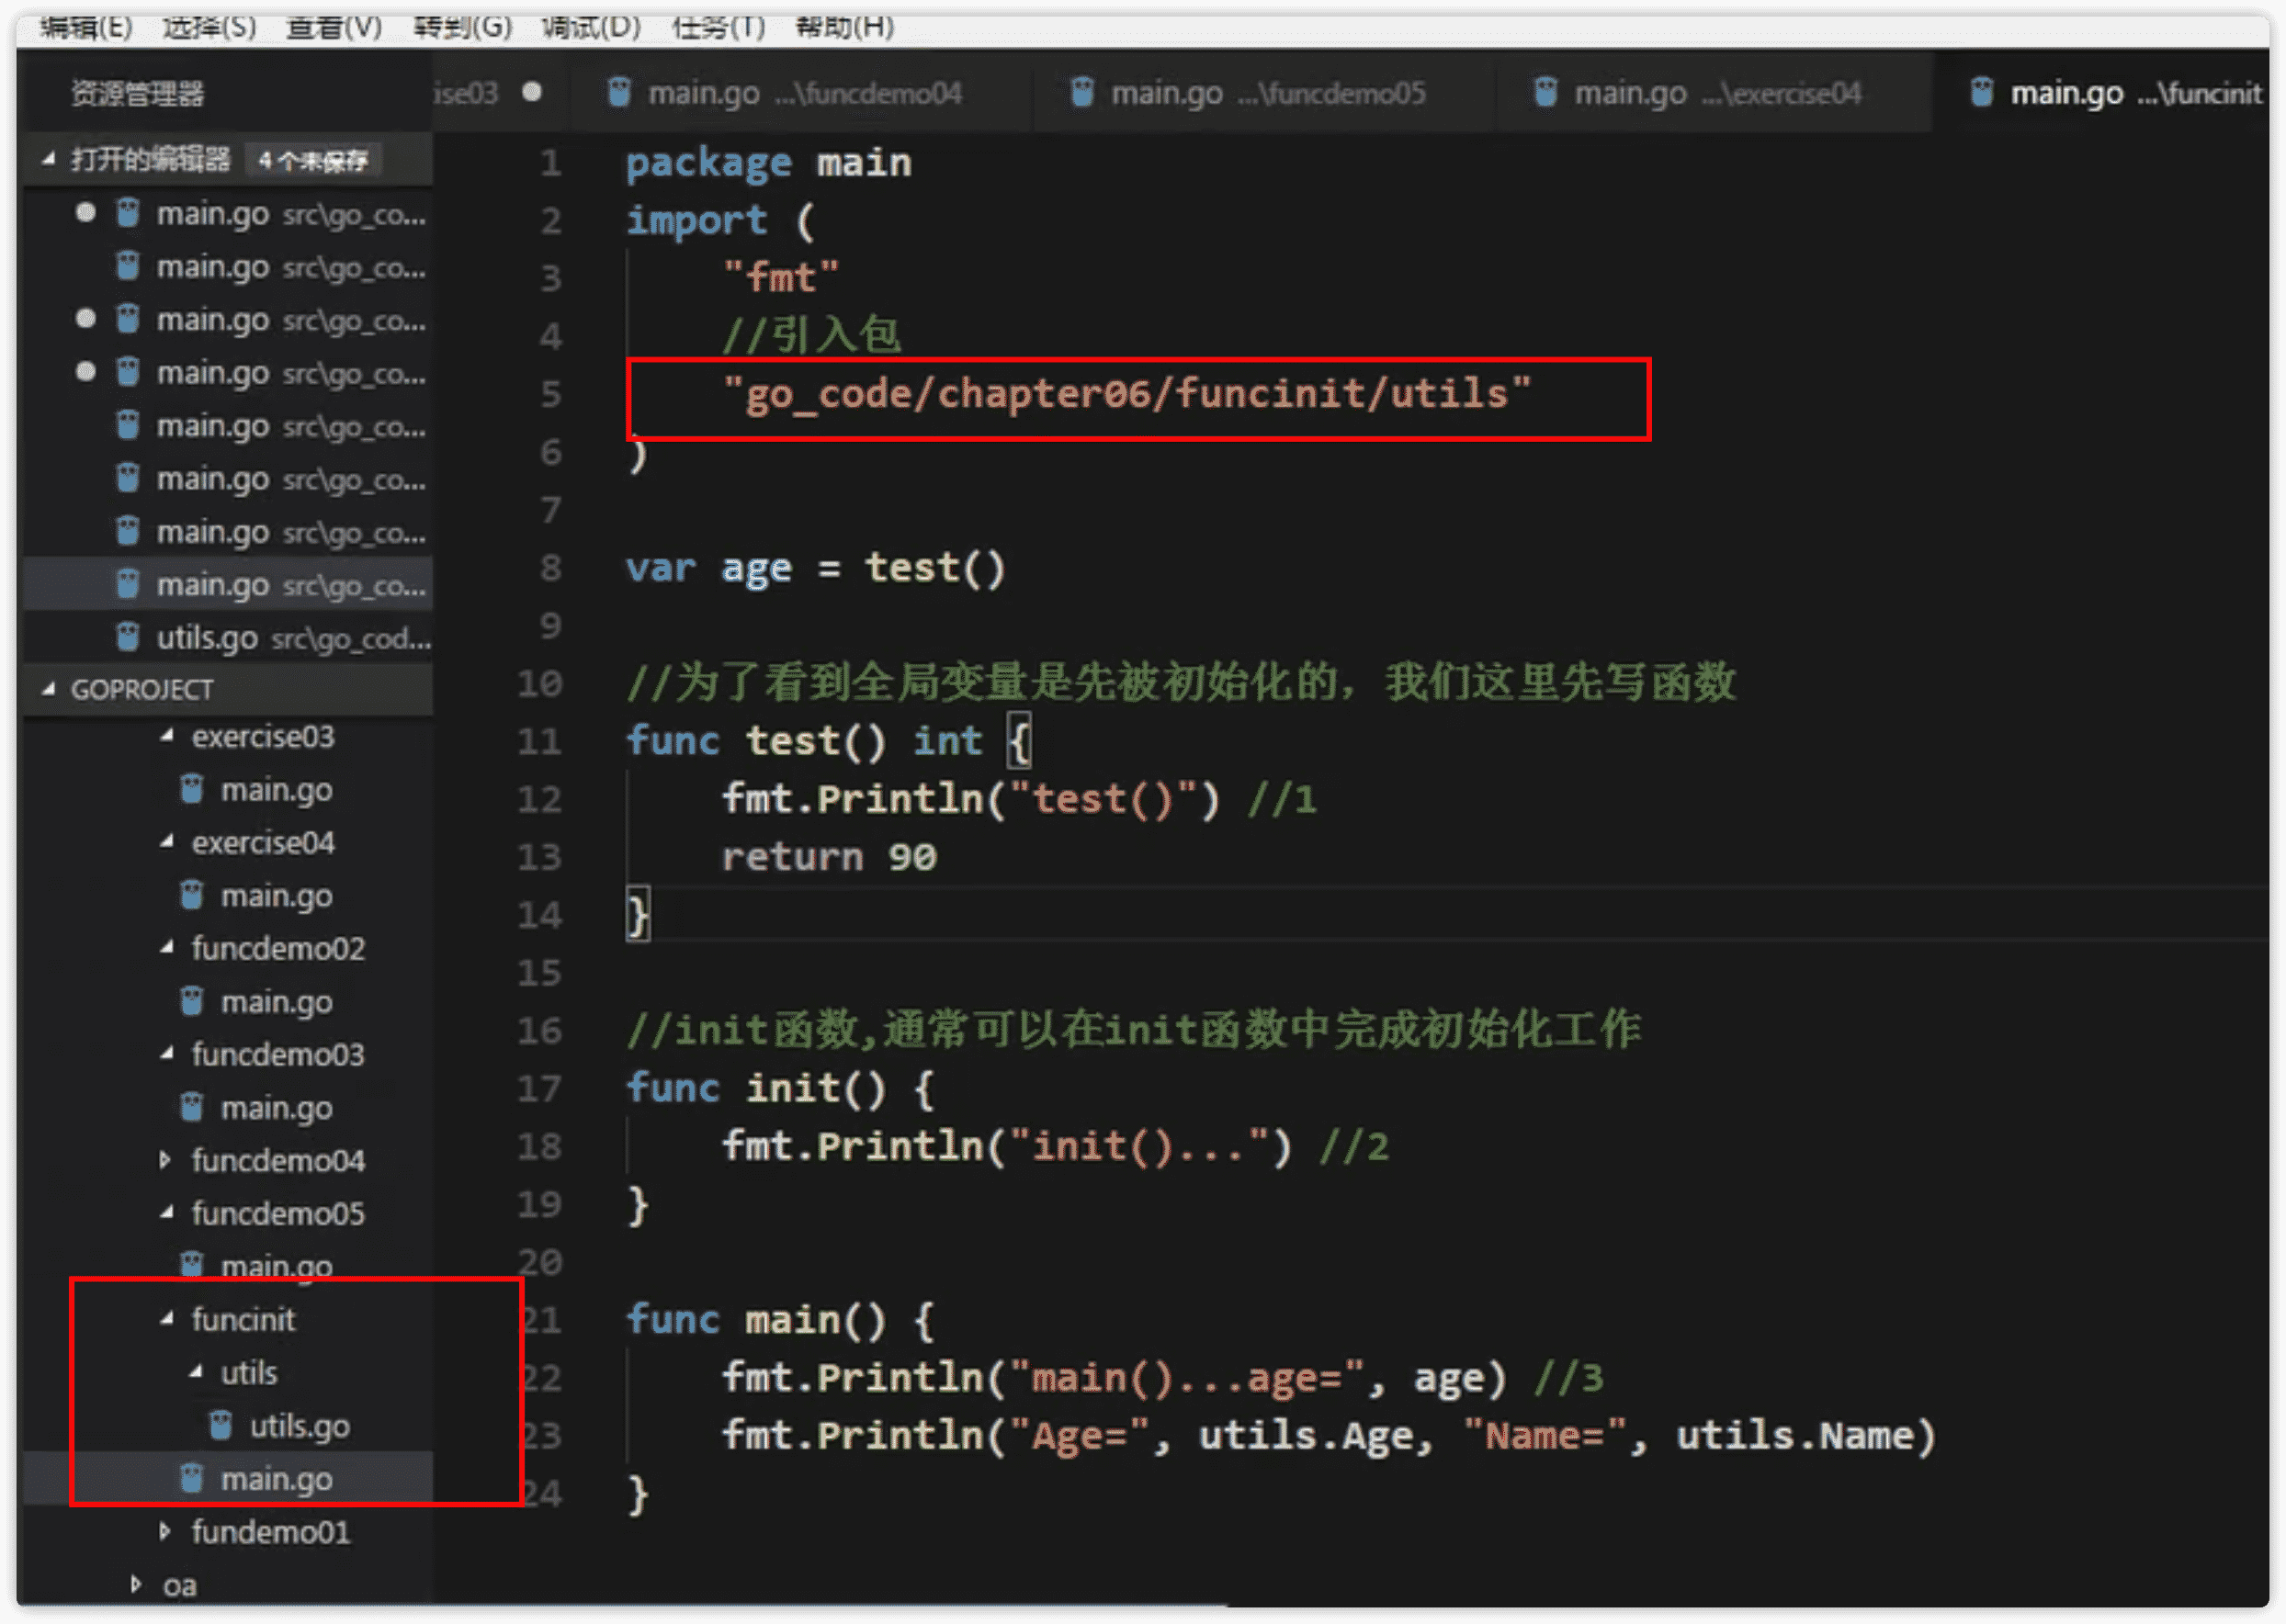 编辑(E) 选择(S) 查看(V) 转到(G) 调试(D) 任务(T) 帮助(H)
资源管理器
ise03 main.go ...\funcdemo04 main.go ...\funcdemo05 main.go ...\exercise04 main.go ...\funcinit
打开的编辑器 4 个未保存
main.go src\go_co...
main.go src\go_co...
main.go src\go_co...
main.go src\go_co...
main.go src\go_co...
main.go src\go_co...
main.go src\go_co...
main.go src\go_co...
utils.go src\go_cod...
GOPROJECT
exercise03
main.go
exercise04
main.go
funcdemo02
main.go
funcdemo03
main.go
funcdemo04
funcdemo05
main.go
funcinit
utils
utils.go
main.go
fundemo01
oa
1 package main
2 import (
3 "fmt"
4 //引入包
5 "go_code/chapter06/funcinit/utils"
6 )
7
8 var age = test()
9
10 //为了看到全局变量是先被初始化的，我们这里先写函数
11 func test() int {
12 fmt.Println("test()") //1
13 return 90
14 }
15
16 //init函数,通常可以在init函数中完成初始化工作
17 func init() {
18 fmt.Println("init()...") //2
19 }
20
21 func main() {
22 fmt.Println("main()...age=", age) //3
23 fmt.Println("Age=", utils.Age, "Name=", utils.Name)
24 }